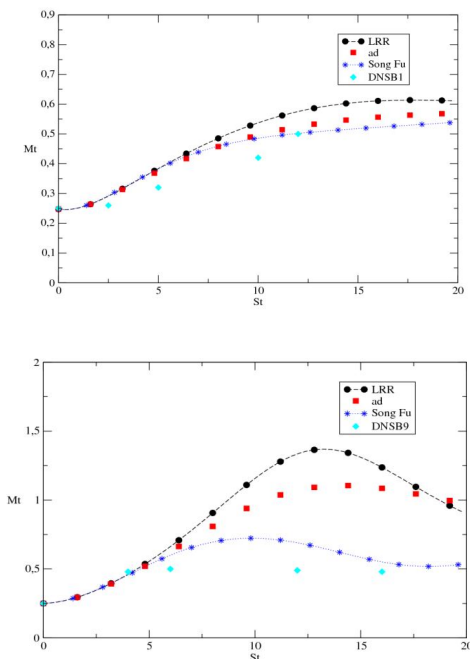 0,9
0,8
0,7
0,6
0,5
0,4
0,3
0,2
0,1
0
Mt
LRR
ad
Song Fu
DNSB1
0 5 10 15 20
St
2
1,5
1
0,5
0
Mt
LRR
ad
Song Fu
DNSB9
0 5 10 15 20
St